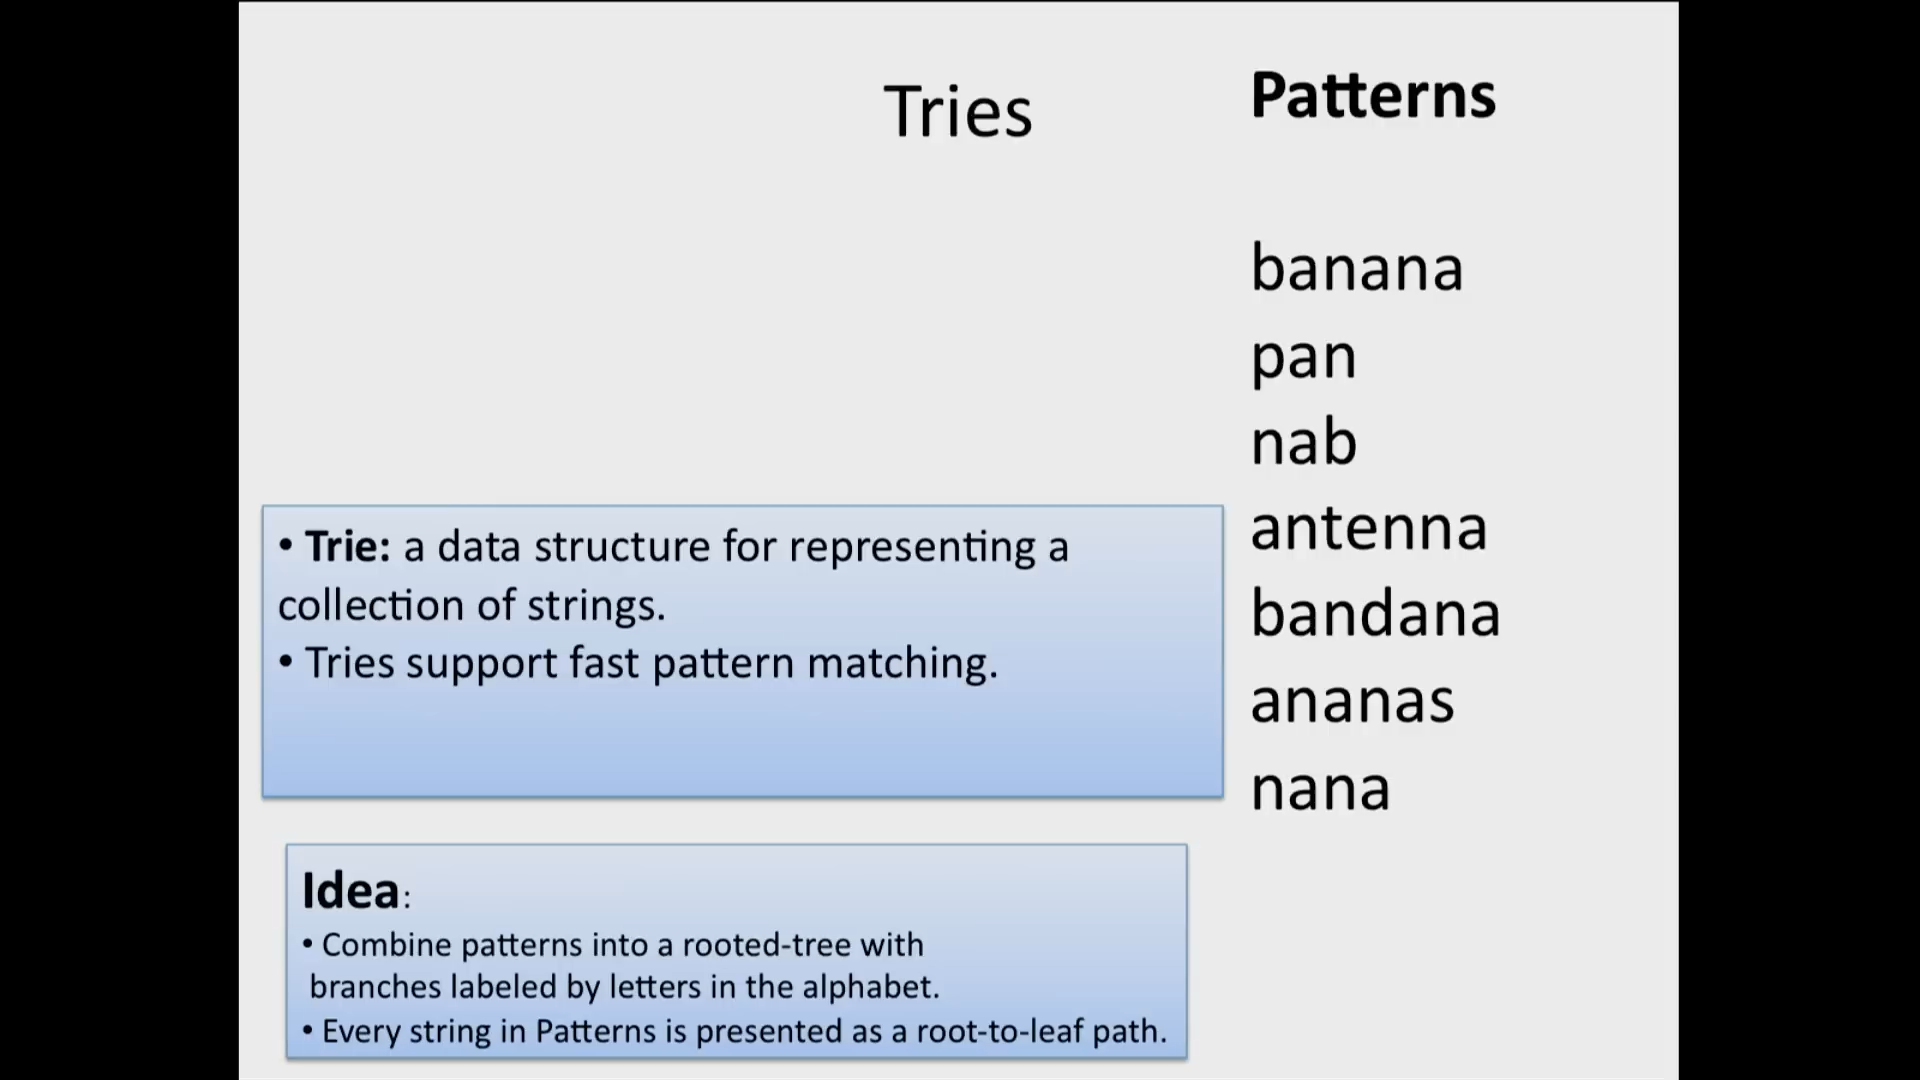 Tries
Patterns
banana
pan
nab
antenna
bandana
ananas
nana
• Trie: a data structure for representing a
collection of strings.
• Tries support fast pattern matching.
Idea:
• Combine patterns into a rooted-tree with
branches labeled by letters in the alphabet.
• Every string in Patterns is presented as a root-to-leaf path.